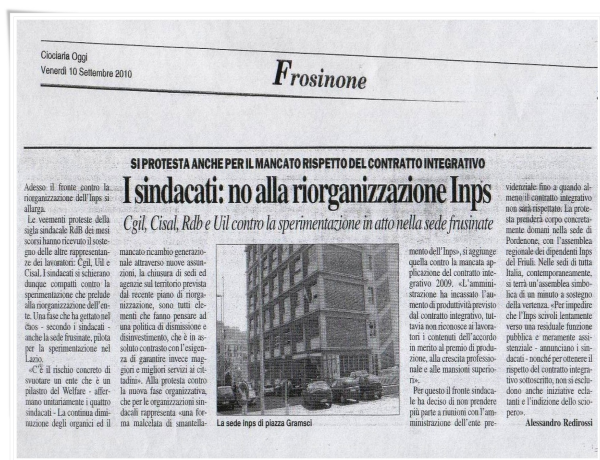 Ciociaria Oggi
Venerdì 10 Settembre 2010
Frosinone
SI PROTESTA ANCHE PER IL MANCATO RISPETTO DEL CONTRATTO INTEGRATIVO
I sindacati: no alla riorganizzazione Inps
Cgil, Cisal, Rdb e Uil contro la sperimentazione in atto nella sede frusinate
Adesso il fronte contro la
riorganizzazione dell'Inps si
allarga.
Le veementi proteste della
sigla sindacale RdB dei mesi
scorsi hanno ricevuto il soste-
gno delle altre rappresentan-
ze dei lavoratori: Cgil, Uil e
Cisal. I sindacati si schierano
dunque compatti contro la
sperimentazione che prelude
alla riorganizzazione dell'en-
te. Una fase che ha gettato nel
caos - secondo i sindacati -
anche la sede frusinate, pilota
per la sperimentazione nel
Lazio.
«C'è il rischio concreto di
svuotare un ente che è un
pilastro del Welfare - affer-
mano unitariamente i quattro
sindacati - La continua dimi-
nuzione degli organici ed il
mancato ricambio generazio-
nale attraverso nuove assun-
zioni, la chiusura di sedi ed
agenzie sul territorio prevista
dal recente piano di riorga-
nizzazione, sono tutti ele-
menti che fanno pensare ad
una politica di dismissione e
disinvestimento, che è in as-
soluto contrasto con l'esigen-
za di garantire invece mag-
giori e migliori servizi ai cit-
tadini». Alla protesta contro
la nuova fase organizzativa,
che per le organizzazioni sin-
dacali rappresenta «una for-
ma malcelata di smantella-
La sede Inps di piazza Gramsci
mento dell'Inps», si aggiunge
quella contro la mancata ap-
plicazione del contratto inte-
grativo 2009. «L'ammini-
strazione ha incassato l'au-
mento di produttività previsto
dal contratto integrativo, tut-
tavia non riconosce ai lavora-
tori i contenuti dell'accordo
in merito al premio di produ-
zione, alla crescita professio-
nale e alle mansioni superio-
ri».
Per questo il fronte sindaca-
le ha deciso di non prendere
più parte a riunioni con l'am-
ministrazione dell'ente pre-
videnziale fino a quando al-
meno il contratto integrativo
non sarà rispettato. La prote-
sta prenderà corpo concreta-
mente domani nella sede di
Pordenone, con l'assemblea
regionale dei dipendenti Inps
del Friuli. Nelle sedi di tutta
Italia, contemporaneamente,
si terrà un'assemblea simbo-
lica di un minuto a sostegno
della vertenza. «Per impedire
che l'Inps scivoli lentamente
verso una residuale funzione
pubblica e meramente assi-
stenziale - annunciano i sin-
dacati - nonché per ottenere il
rispetto del contratto integra-
tivo sottoscritto, non si esclu-
dono anche iniziative ecla-
tanti e l'indizione dello scio-
pero».
Alessandro Redirossi